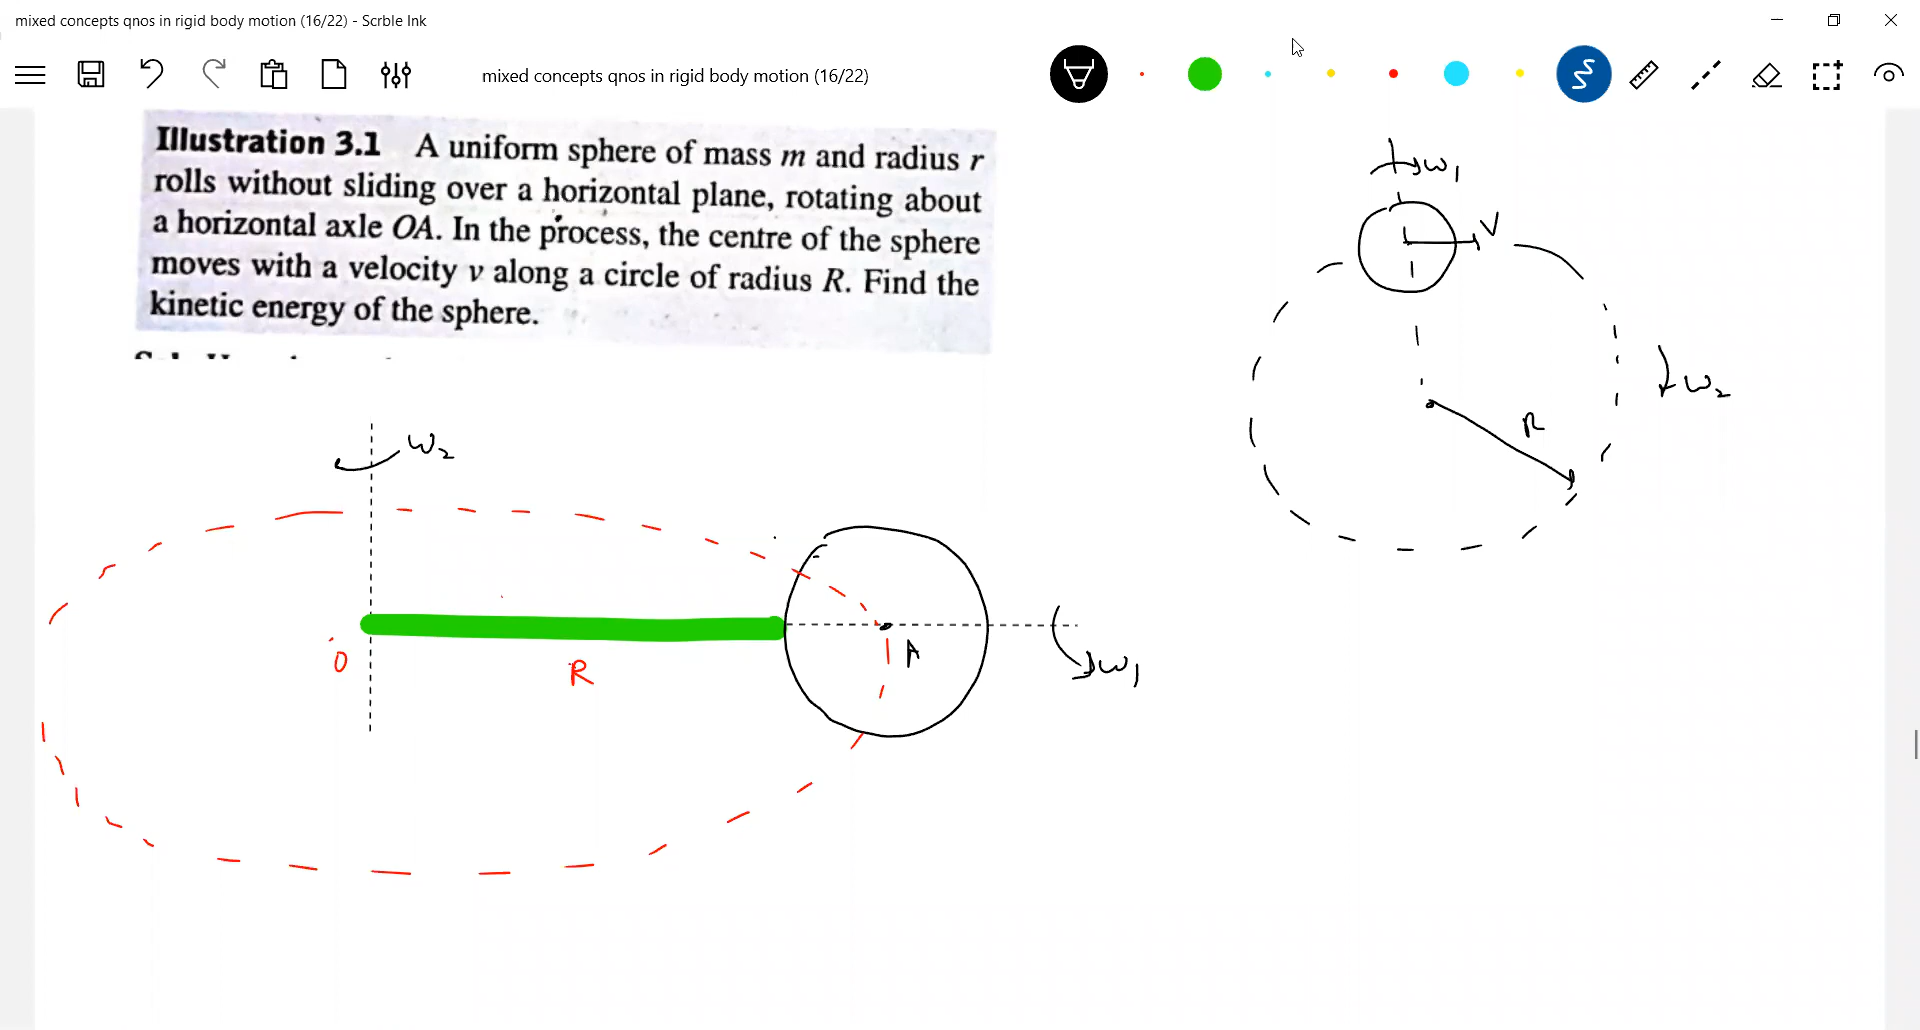 mixed concepts qnos in rigid body motion (16/22) - Scrble Ink
mixed concepts qnos in rigid body motion (16/22)
Illustration 3.1 A uniform sphere of mass m and radius r
rolls without sliding over a horizontal plane, rotating about
a horizontal axle OA. In the process, the centre of the sphere
moves with a velocity v along a circle of radius R. Find the
kinetic energy of the sphere.
ω₁
V
ω₂
R
ω₂
O
R
A
ω₁